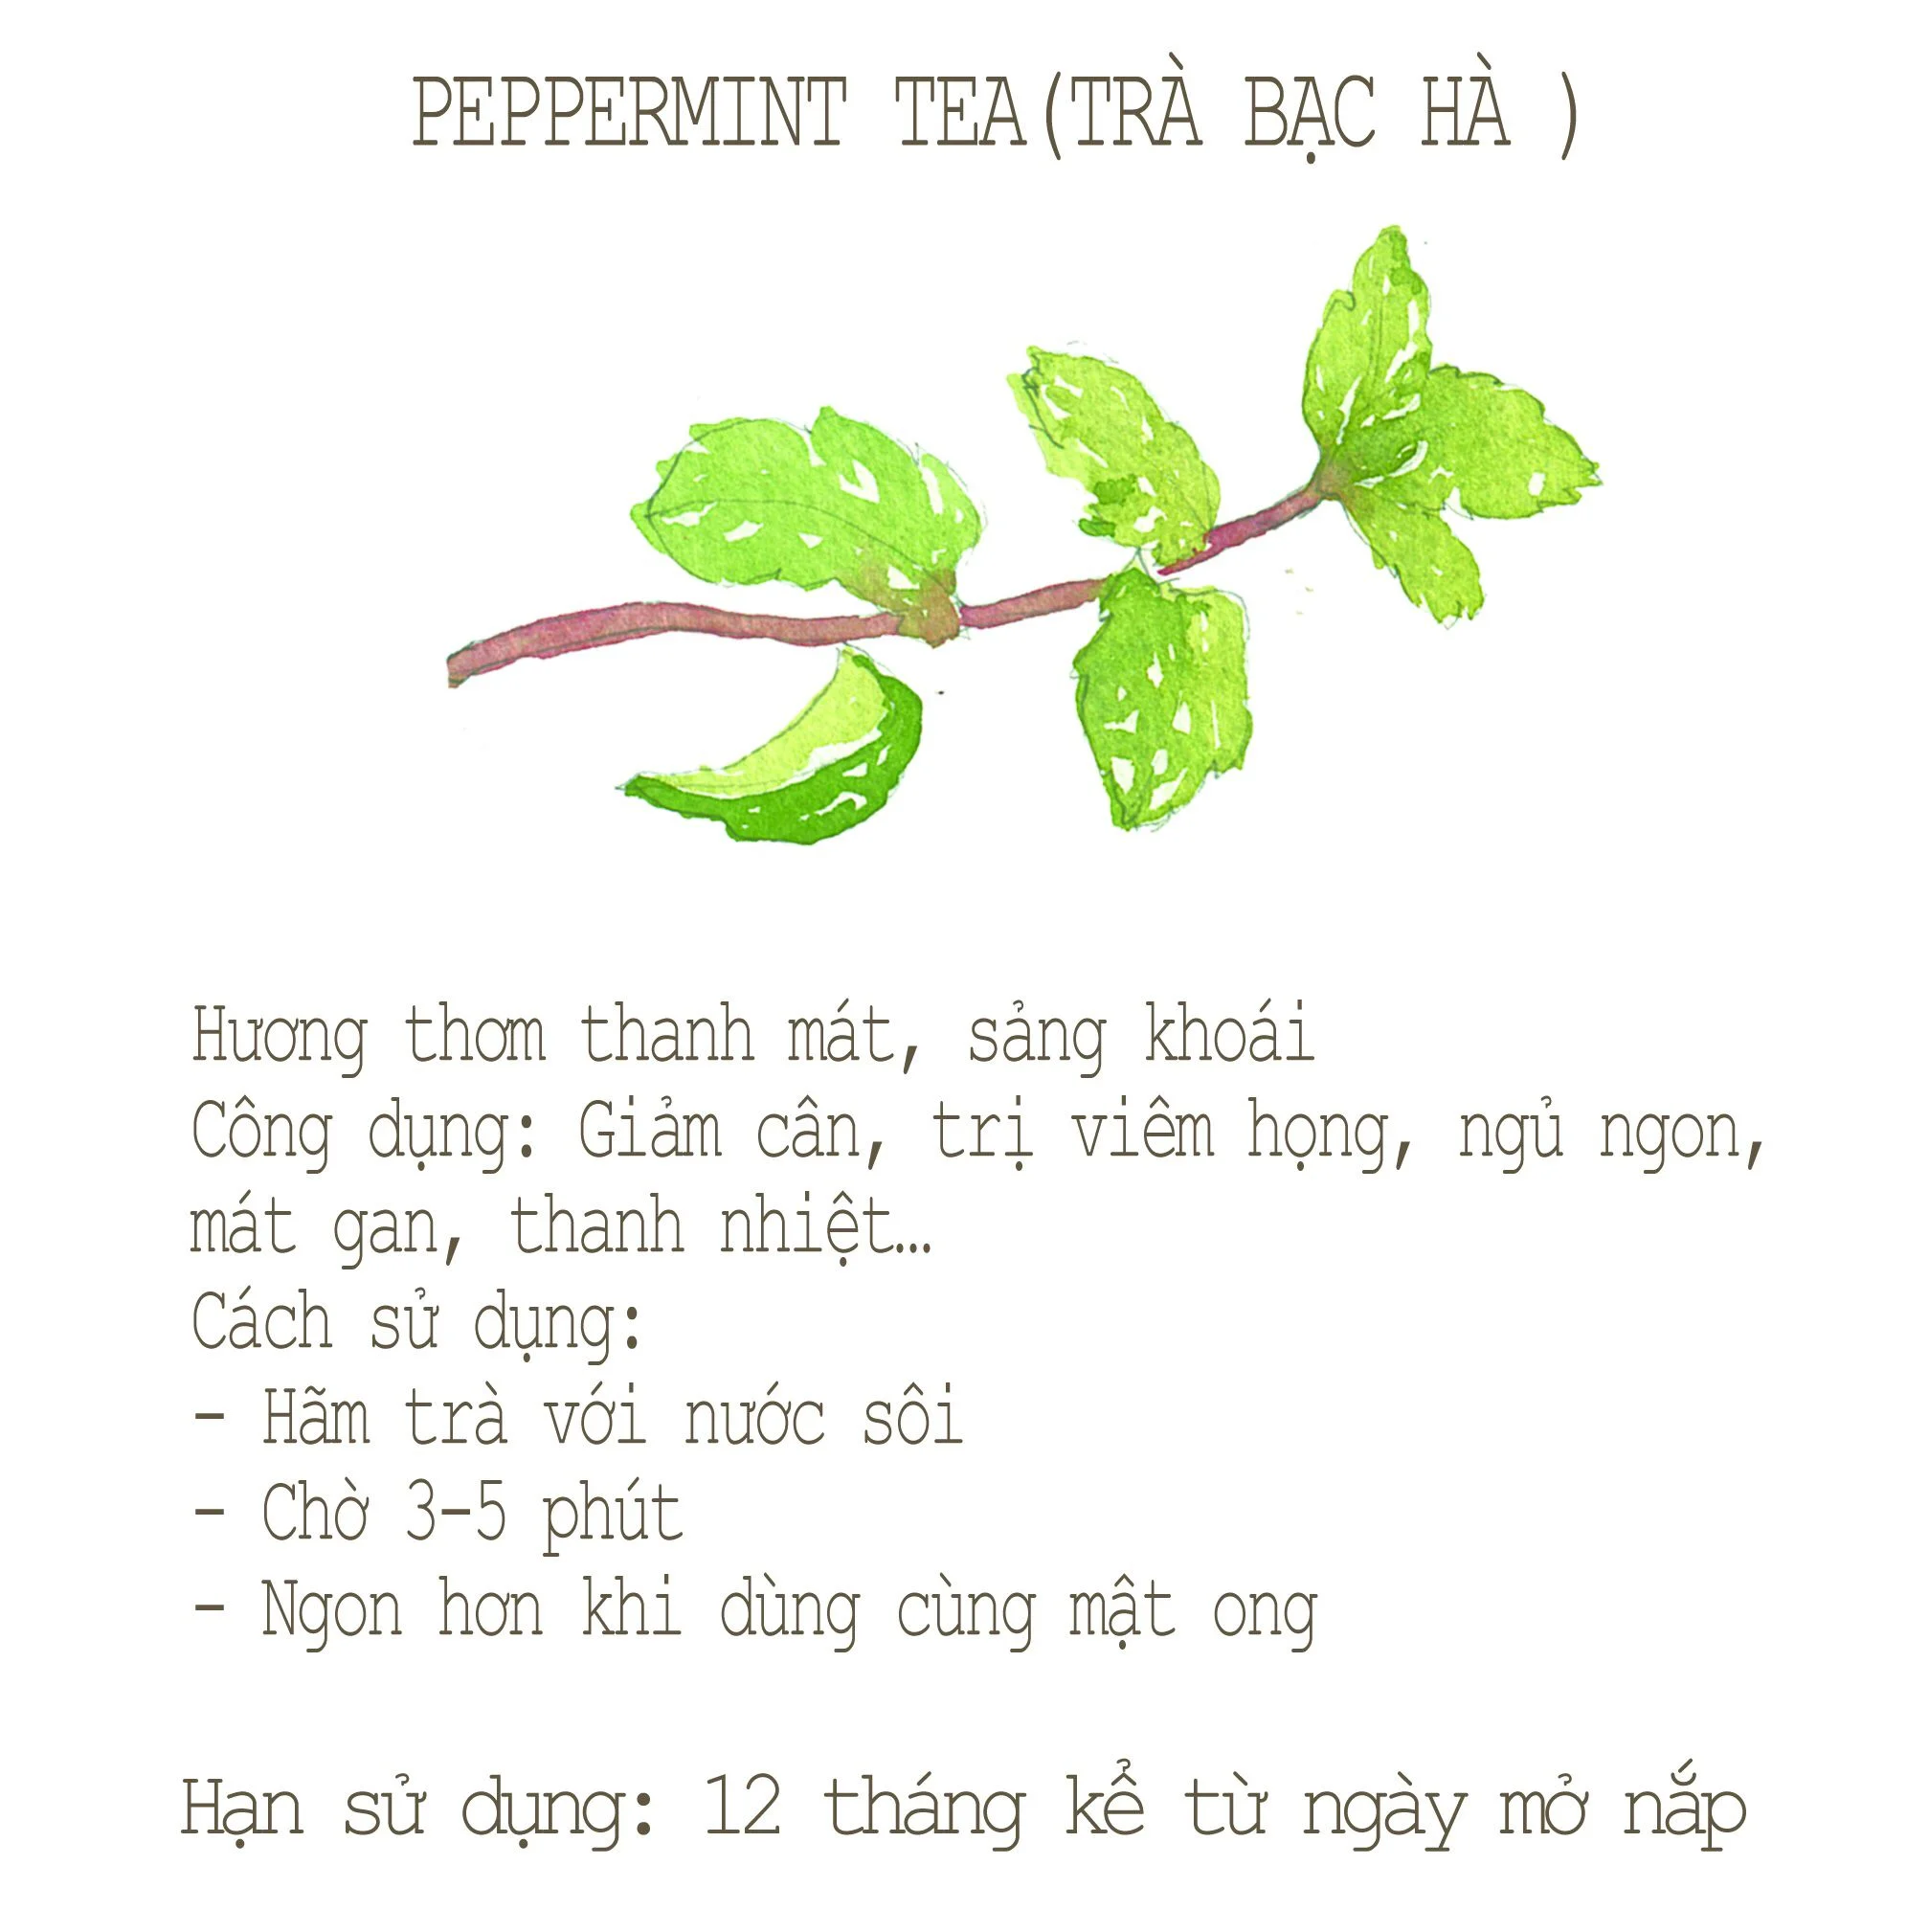 PEPPERMINT TEA(TRÀ BẠC HÀ )
Hương thơm thanh mát, sảng khoái
Công dụng: Giảm cân, trị viêm họng, ngủ ngon,
mát gan, thanh nhiệt…
Cách sử dụng:
- Hãm trà với nước sôi
- Chờ 3-5 phút
- Ngon hơn khi dùng cùng mật ong
Hạn sử dụng: 12 tháng kể từ ngày mở nắp